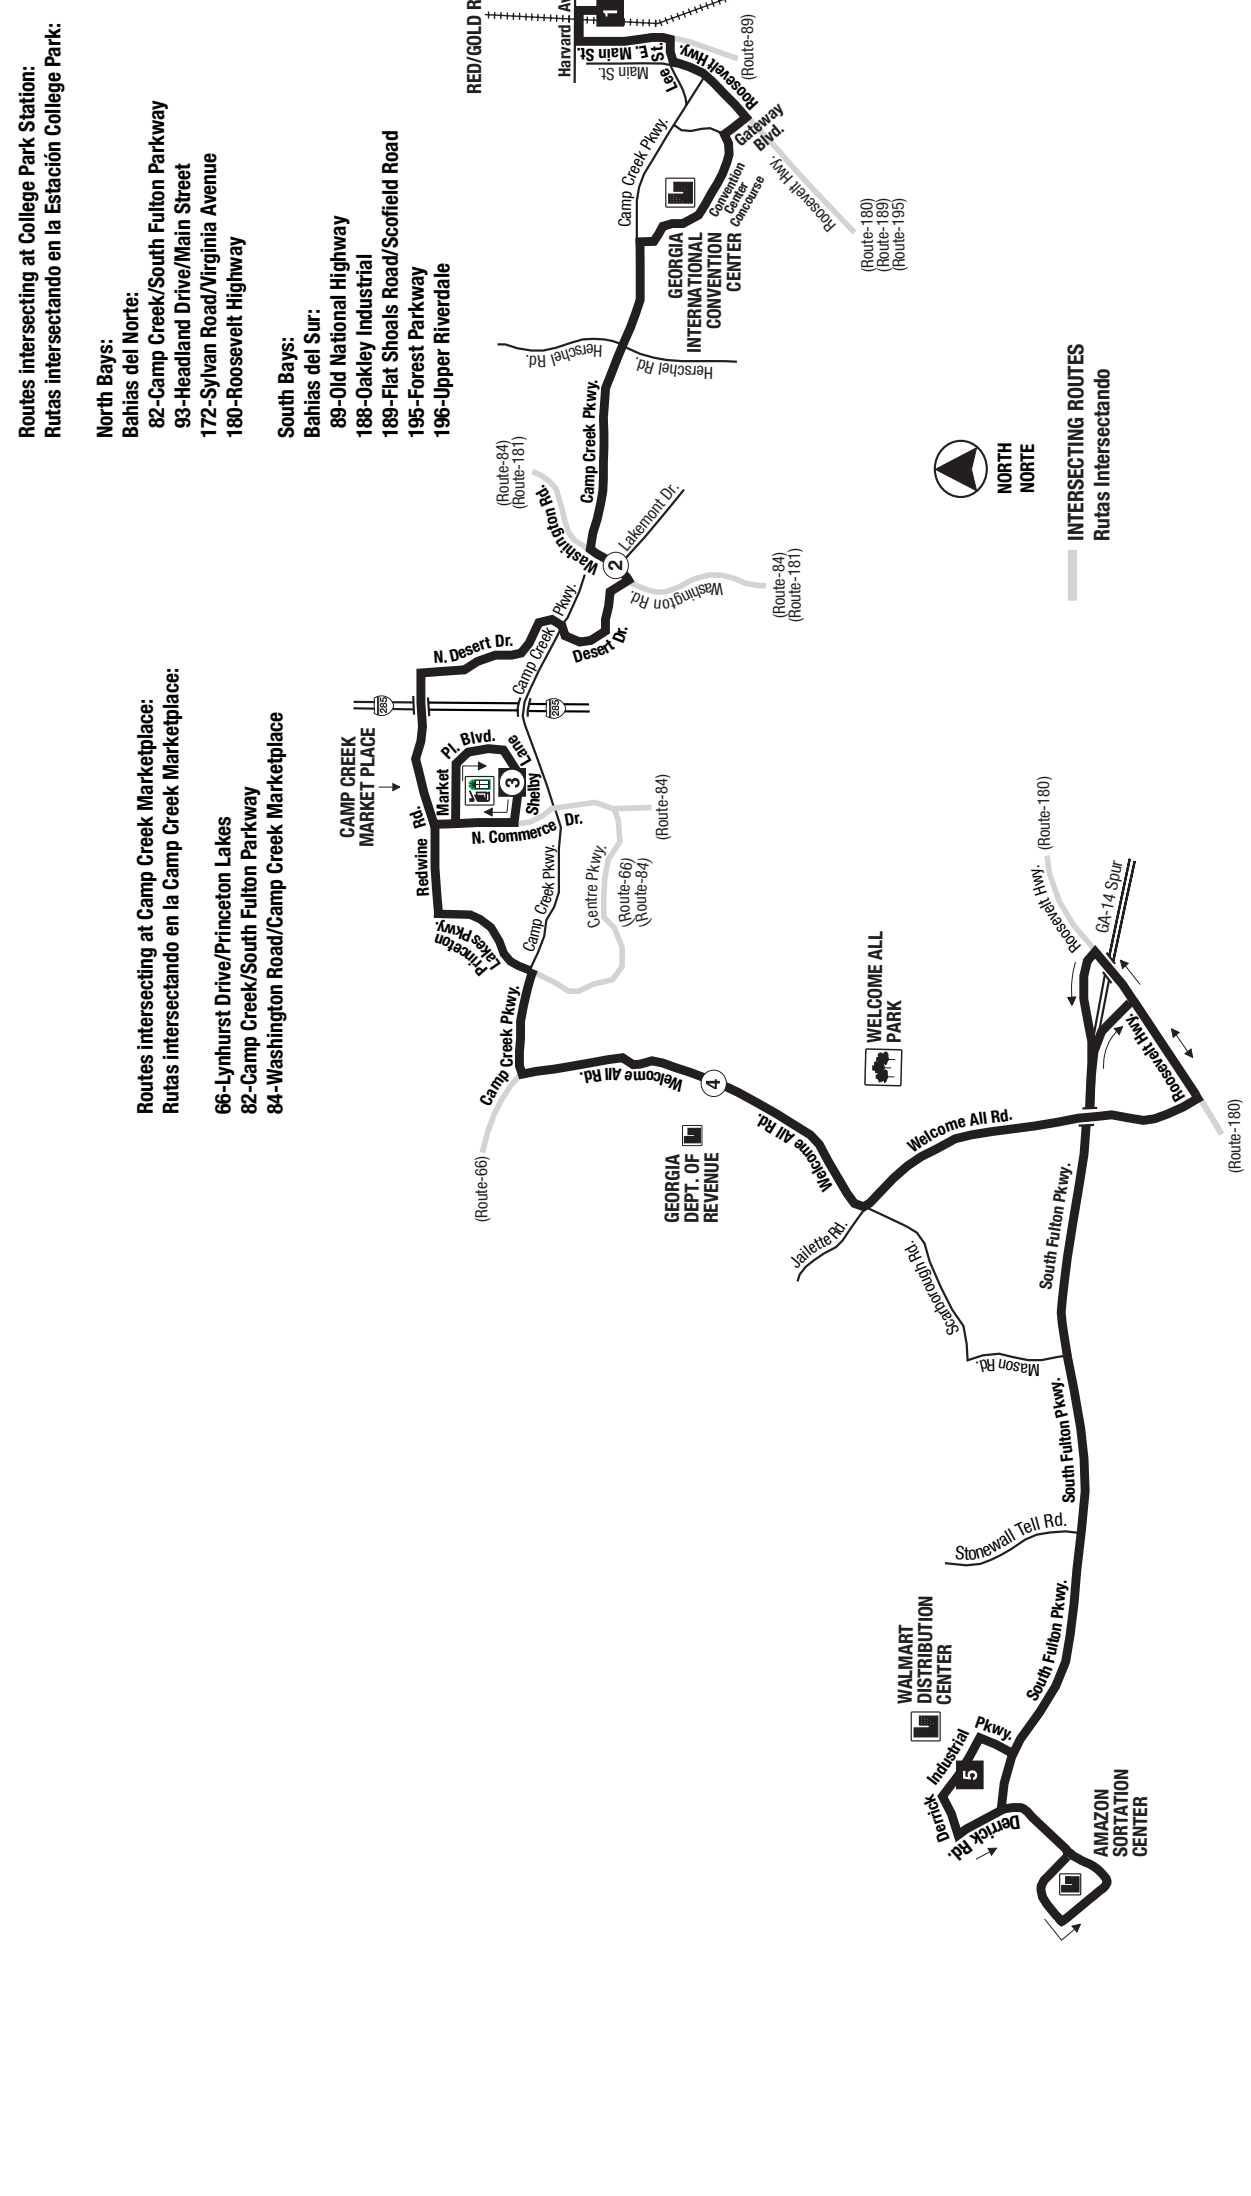 Routes intersecting at College Park Station:
Rutas intersectando en la Estación College Park:
North Bays:
Bahias del Norte:
82-Camp Creek/South Fulton Parkway
93-Headland Drive/Main Street
172-Sylvan Road/Virginia Avenue
180-Roosevelt Highway
South Bays:
Bahias del Sur:
89-Old National Highway
188-Oakley Industrial
189-Flat Shoals Road/Scofield Road
195-Forest Parkway
196-Upper Riverdale
Routes intersecting at Camp Creek Marketplace:
Rutas intersectando en la Camp Creek Marketplace:
66-Lynhurst Drive/Princeton Lakes
82-Camp Creek/South Fulton Parkway
84-Washington Road/Camp Creek Marketplace
RED/GOLD R
Harvard Av
1
E. Main St.
Main St.
Lee St.
Roosevelt Hwy.
(Route-89)
Gateway
Blvd.
Roosevelt Hwy.
(Route-180)
(Route-189)
(Route-195)
Camp Creek Pkwy.
Convention
Center
Concourse
GEORGIA
INTERNATIONAL
CONVENTION
CENTER
Herschel Rd.
Herschel Rd.
Camp Creek Pkwy.
(Route-84)
(Route-181)
Washington Rd.
2
Lakemont Dr.
Washington Rd.
(Route-84)
(Route-181)
Camp Creek Pkwy.
Desert Dr.
N. Desert Dr.
285
285
CAMP CREEK
MARKET PLACE
Market Pl. Blvd.
Shelby Lane
3
N. Commerce Dr.
Redwine Rd.
Princeton
Lakes Pkwy.
Camp Creek Pkwy.
Centre Pkwy.
(Route-66)
(Route-84)
(Route-84)
Camp Creek Pkwy.
(Route-66)
Welcome All Rd.
4
GEORGIA
DEPT. OF
REVENUE
Welcome All Rd.
WELCOME ALL
PARK
Welcome All Rd.
Jailette Rd.
Scarborough Rd.
Mason Rd.
Roosevelt Hwy.
(Route-180)
GA-14 Spur
Roosevelt Hwy.
(Route-180)
South Fulton Pkwy.
South Fulton Pkwy.
Stonewall Tell Rd.
South Fulton Pkwy.
WALMART
DISTRIBUTION
CENTER
Derrick Industrial Pkwy.
5
Derrick Rd.
AMAZON
SORTATION
CENTER
NORTH
NORTE
INTERSECTING ROUTES
Rutas Intersectando